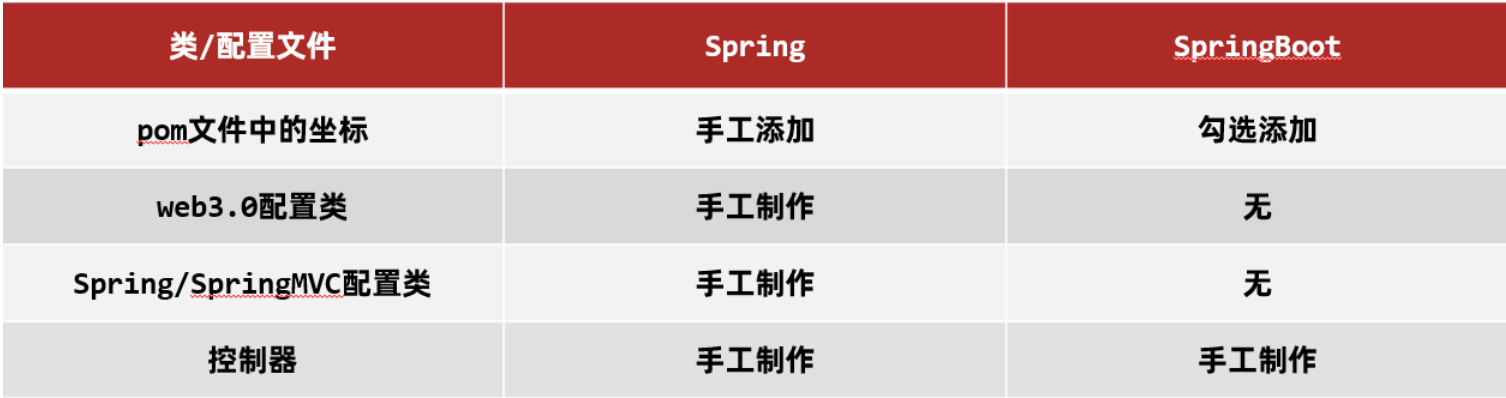 类/配置文件 Spring SpringBoot
pom文件中的坐标 手工添加 勾选添加
web3.0配置类 手工制作 无
Spring/SpringMVC配置类 手工制作 无
控制器 手工制作 手工制作